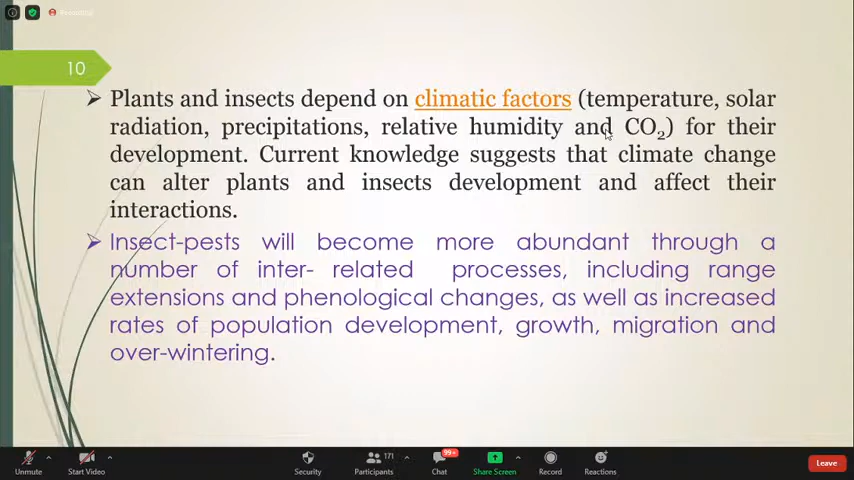 Recording
10
➤ Plants and insects depend on climatic factors (temperature, solar
radiation, precipitations, relative humidity and CO₂) for their
development. Current knowledge suggests that climate change
can alter plants and insects development and affect their
interactions.
➤ Insect-pests will become more abundant through a
number of inter- related processes, including range
extensions and phenological changes, as well as increased
rates of population development, growth, migration and
over-wintering.
171
99+
Unmute
Start Video
Security
Participants
Chat
Share Screen
Record
Reactions
Leave